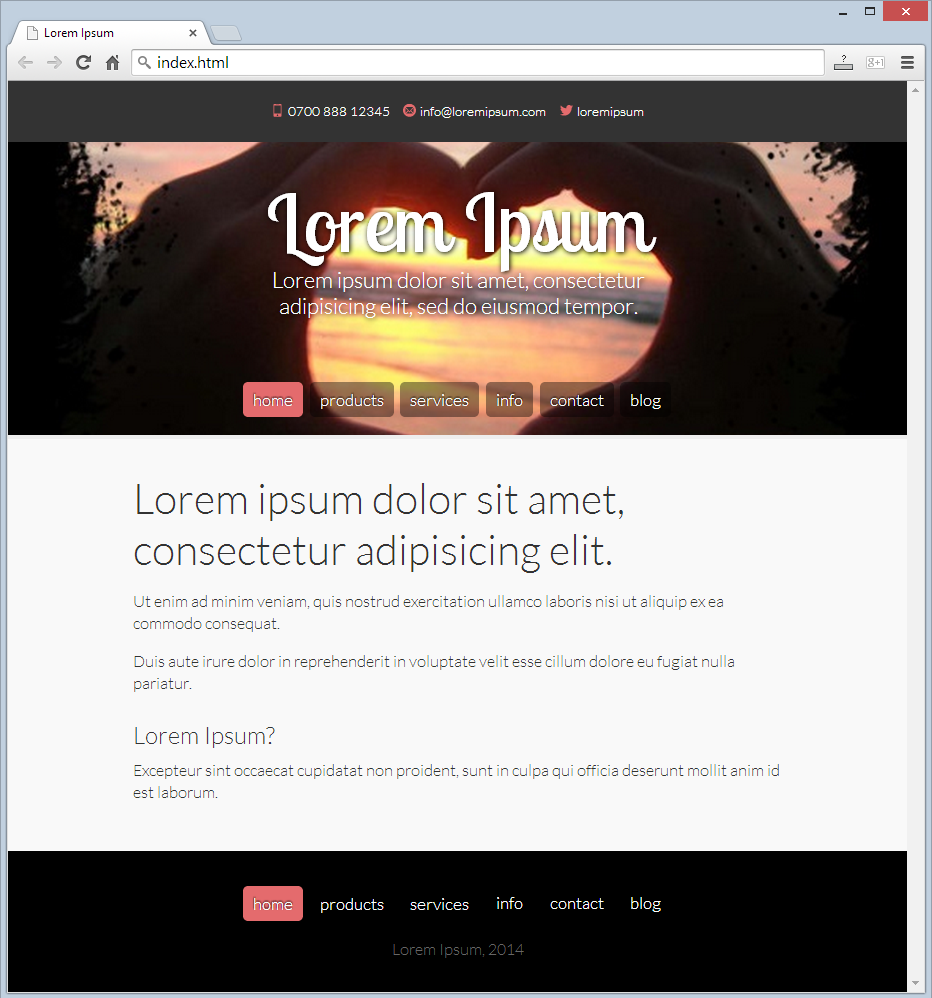 Lorem Ipsum
index.html
?
g+1
0700 888 12345 info@loremipsum.com loremipsum
Lorem Ipsum
Lorem ipsum dolor sit amet, consectetur
adipisicing elit, sed do eiusmod tempor.
home products services info contact blog
Lorem ipsum dolor sit amet,
consectetur adipisicing elit.
Ut enim ad minim veniam, quis nostrud exercitation ullamco laboris nisi ut aliquip ex ea
commodo consequat.
Duis aute irure dolor in reprehenderit in voluptate velit esse cillum dolore eu fugiat nulla
pariatur.
Lorem Ipsum?
Excepteur sint occaecat cupidatat non proident, sunt in culpa qui officia deserunt mollit anim id
est laborum.
home products services info contact blog
Lorem Ipsum, 2014